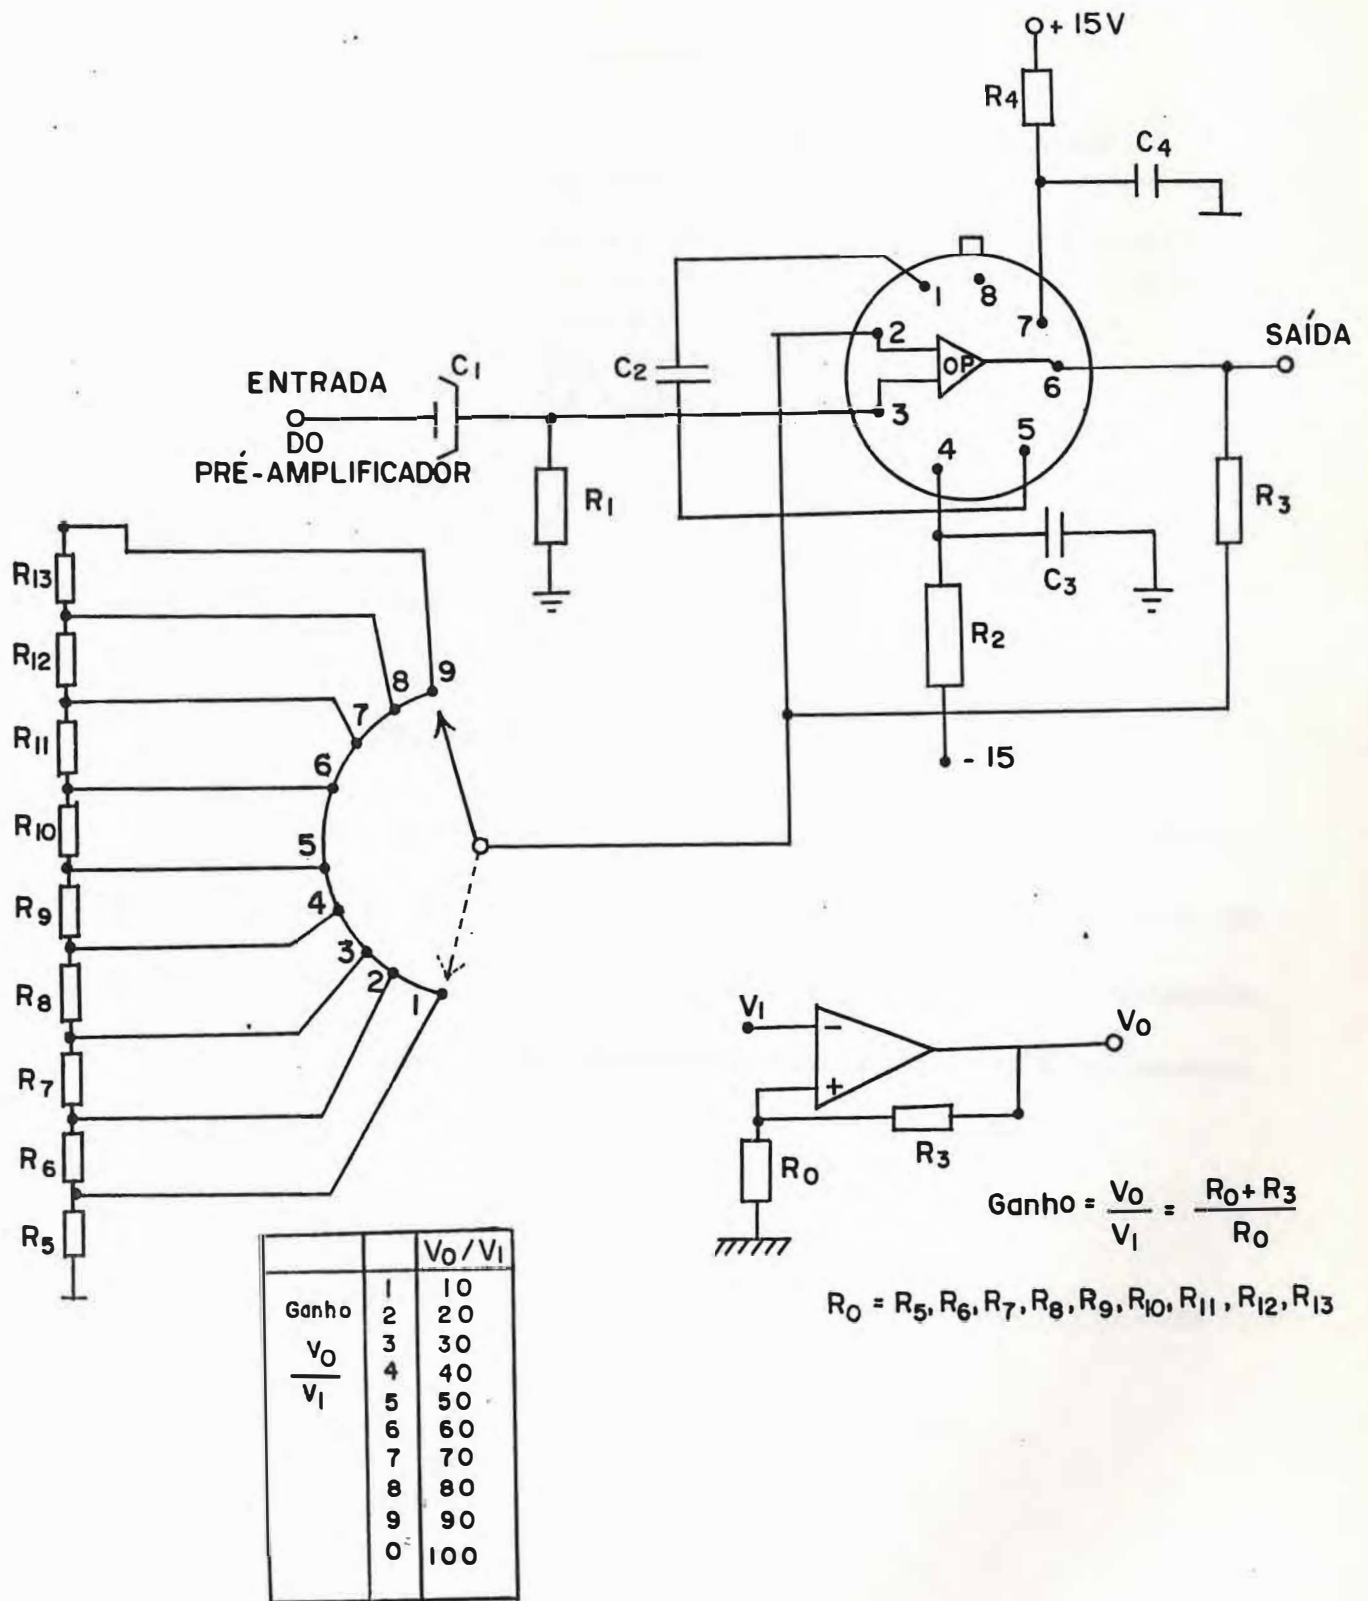 + 15V
R4
C4
1
8
7
2
OP
6
3
4
5
SAÍDA
C1
ENTRADA
DO
PRÉ-AMPLIFICADOR
C2
R1
R3
C3
R2
- 15
R13
R12
R11
R10
R9
R8
R7
R6
R5
9
8
7
6
5
4
3
2
1
V1
-
+
V0
R3
R0
Ganho = V0/V1 = R0 + R3/R0
R0 = R5, R6, R7, R8, R9, R10, R11, R12, R13
V0/V1
Ganho V0/V1
1 10
2 20
3 30
4 40
5 50
6 60
7 70
8 80
9 90
0 100